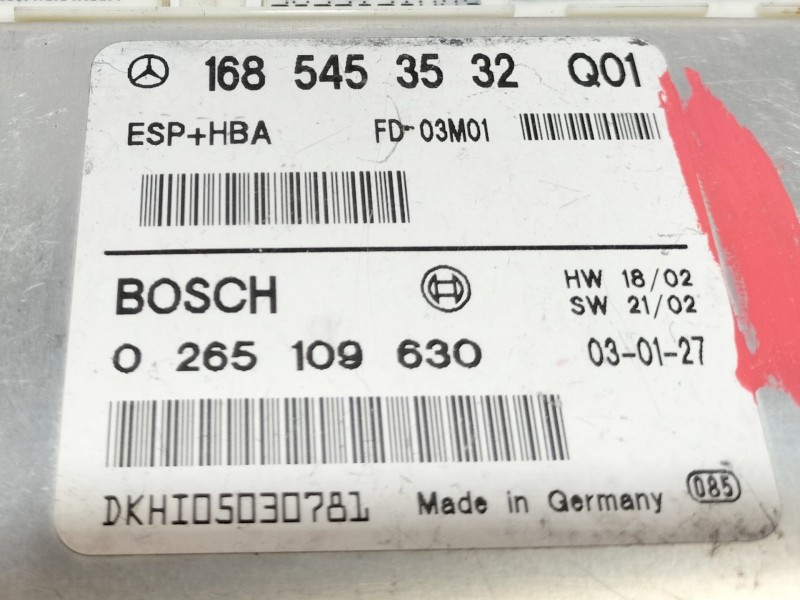 168 545 35 32 Q01
ESP+HBA FD-03M01
BOSCH HW 18/02
SW 21/02
0 265 109 630 03-01-27
DKHI05030781 Made in Germany 085